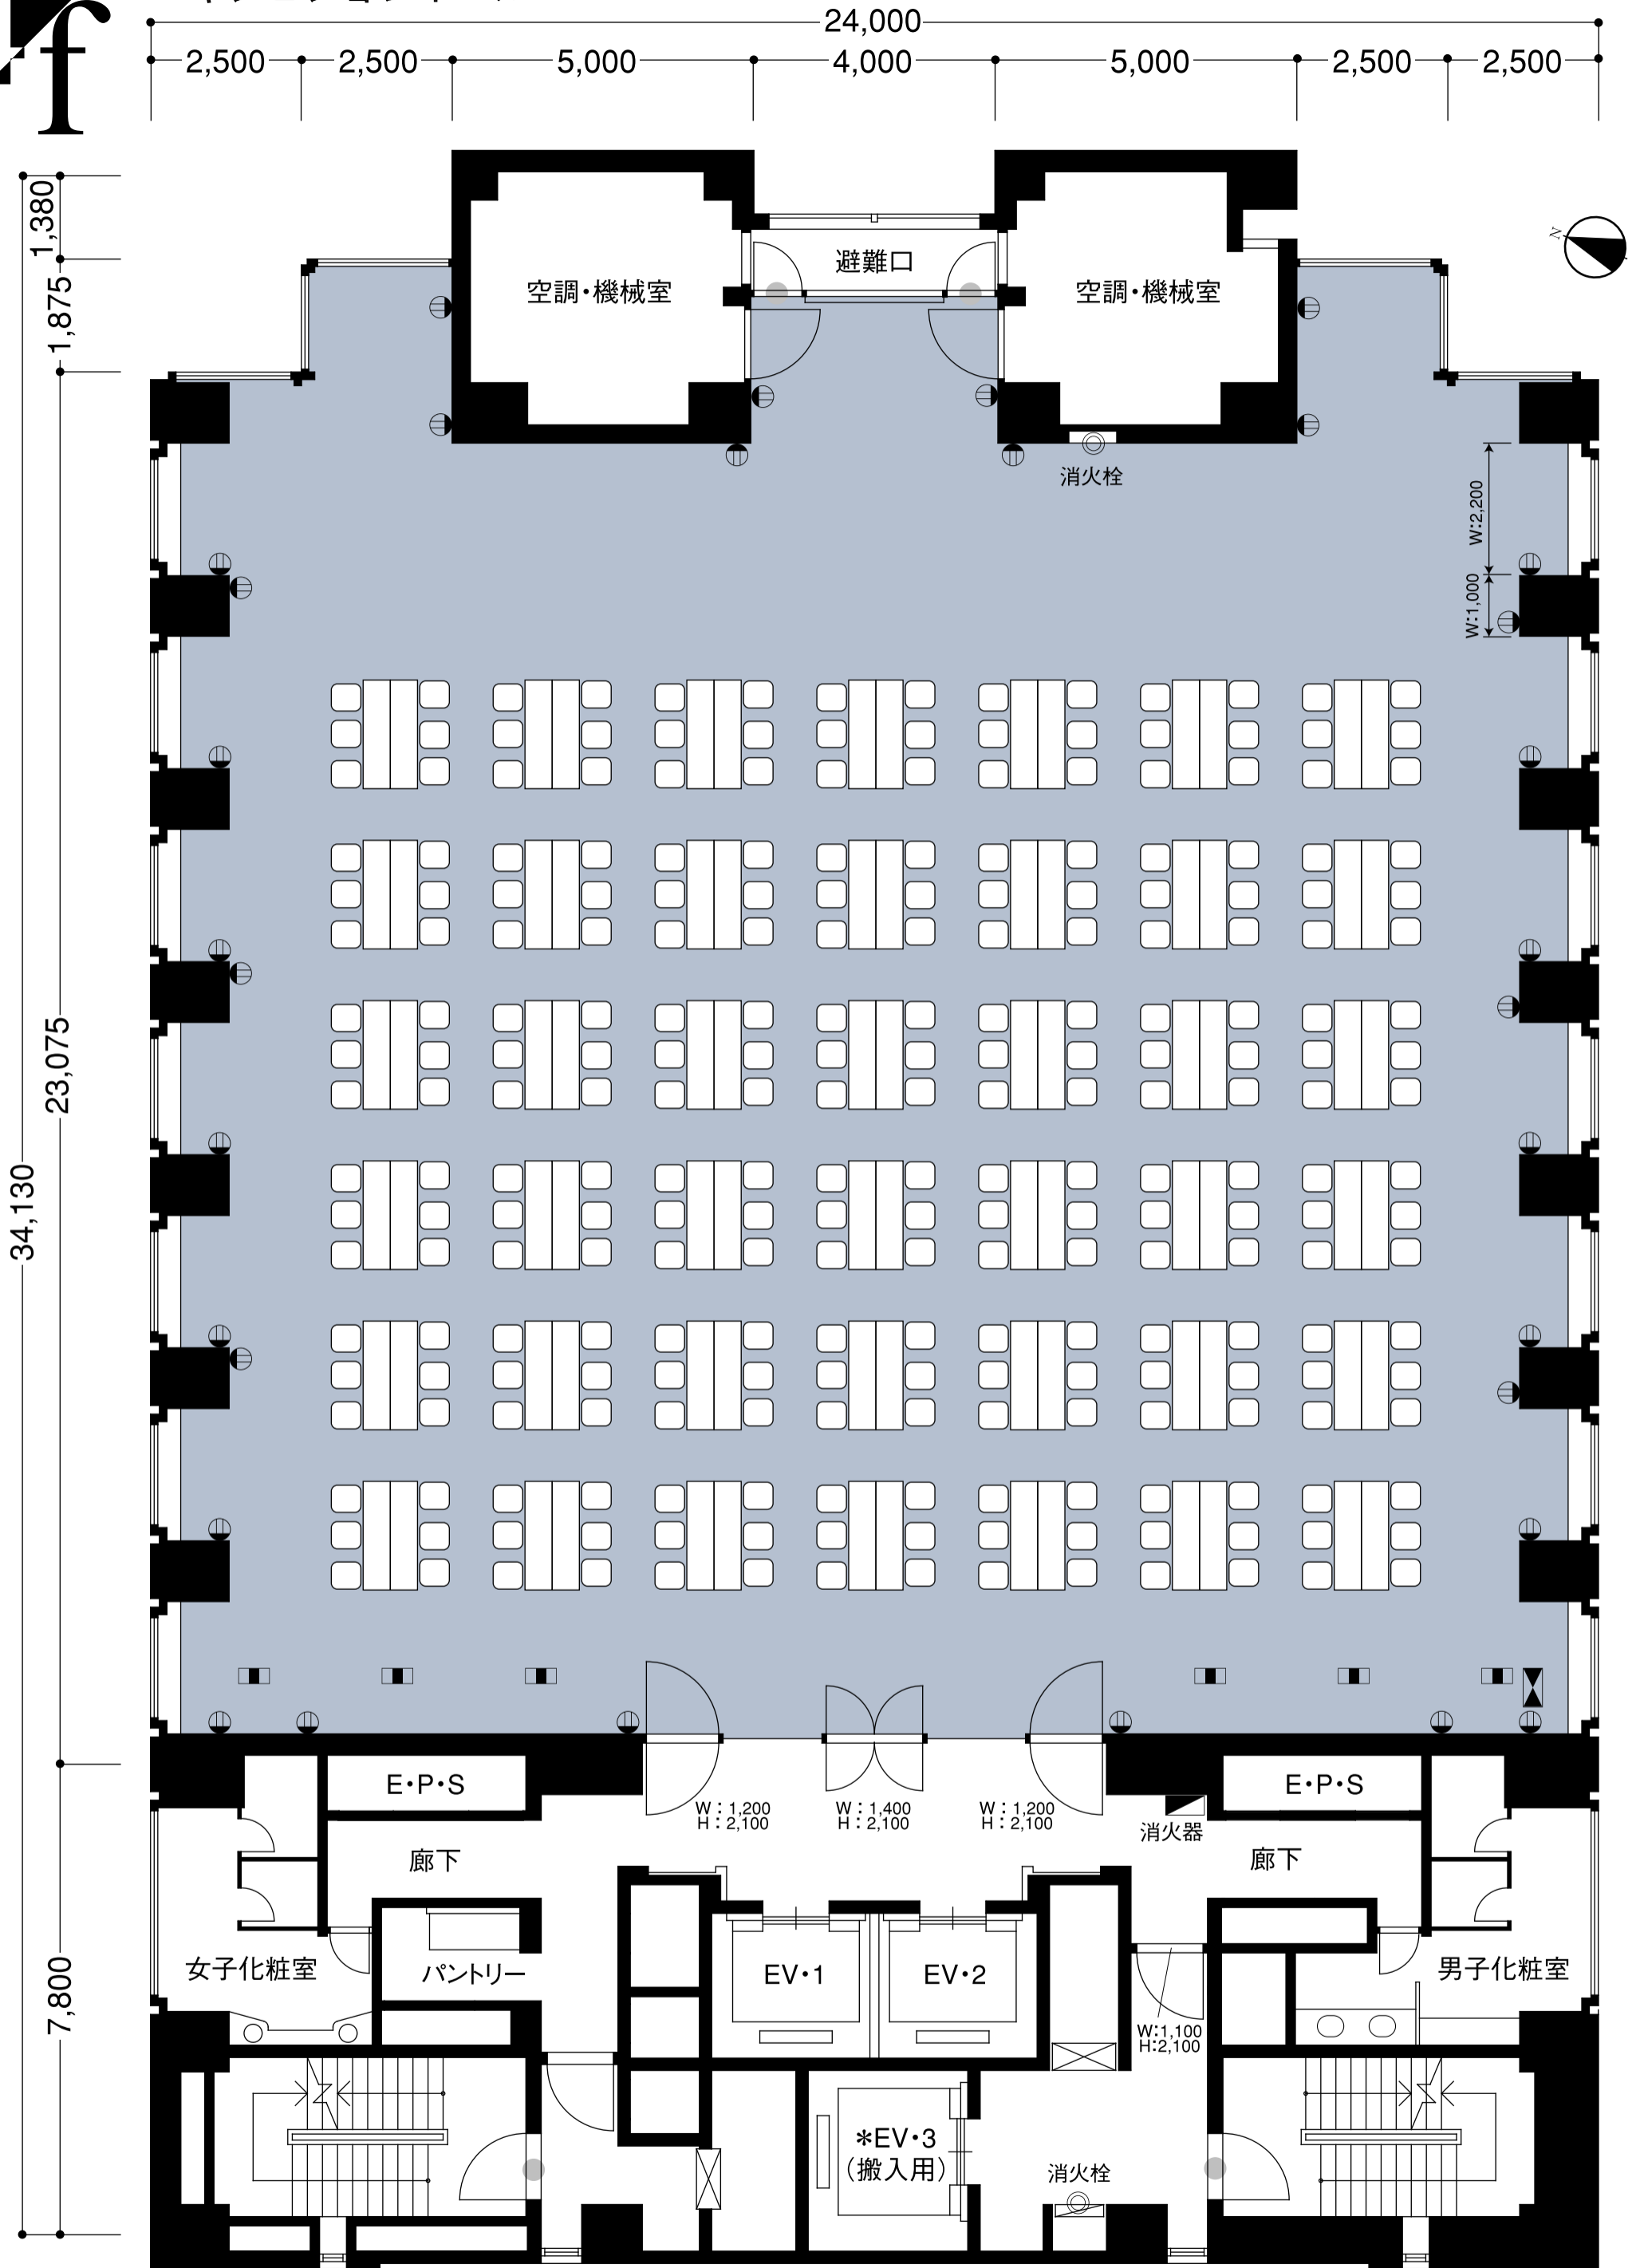 f
24,000
2,500
2,500
5,000
4,000
5,000
2,500
2,500
1,380
1,875
23,075
34,130
7,800
N
避難口
空調・機械室
空調・機械室
消火栓
W:2,200
W:1,000
E・P・S
E・P・S
W：1,200
H：2,100
W：1,400
H：2,100
W：1,200
H：2,100
消火器
廊下
廊下
女子化粧室
パントリー
EV・1
EV・2
男子化粧室
W:1,100
H:2,100
＊EV・3
（搬入用）
消火栓